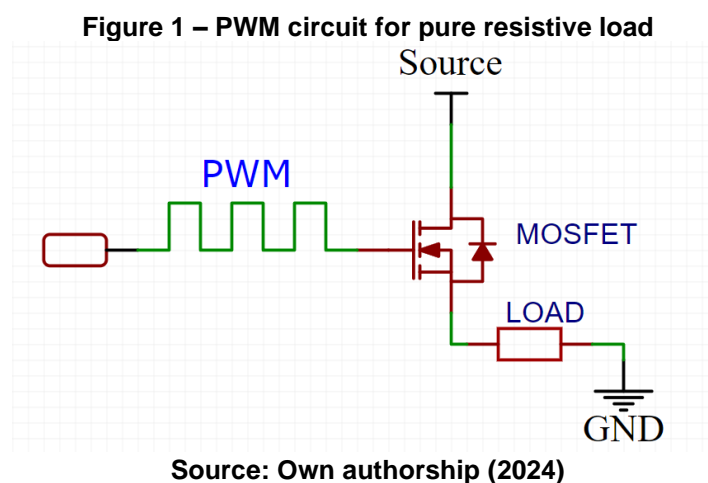 Figure 1 – PWM circuit for pure resistive load
Source
PWM
MOSFET
LOAD
GND
Source: Own authorship (2024)